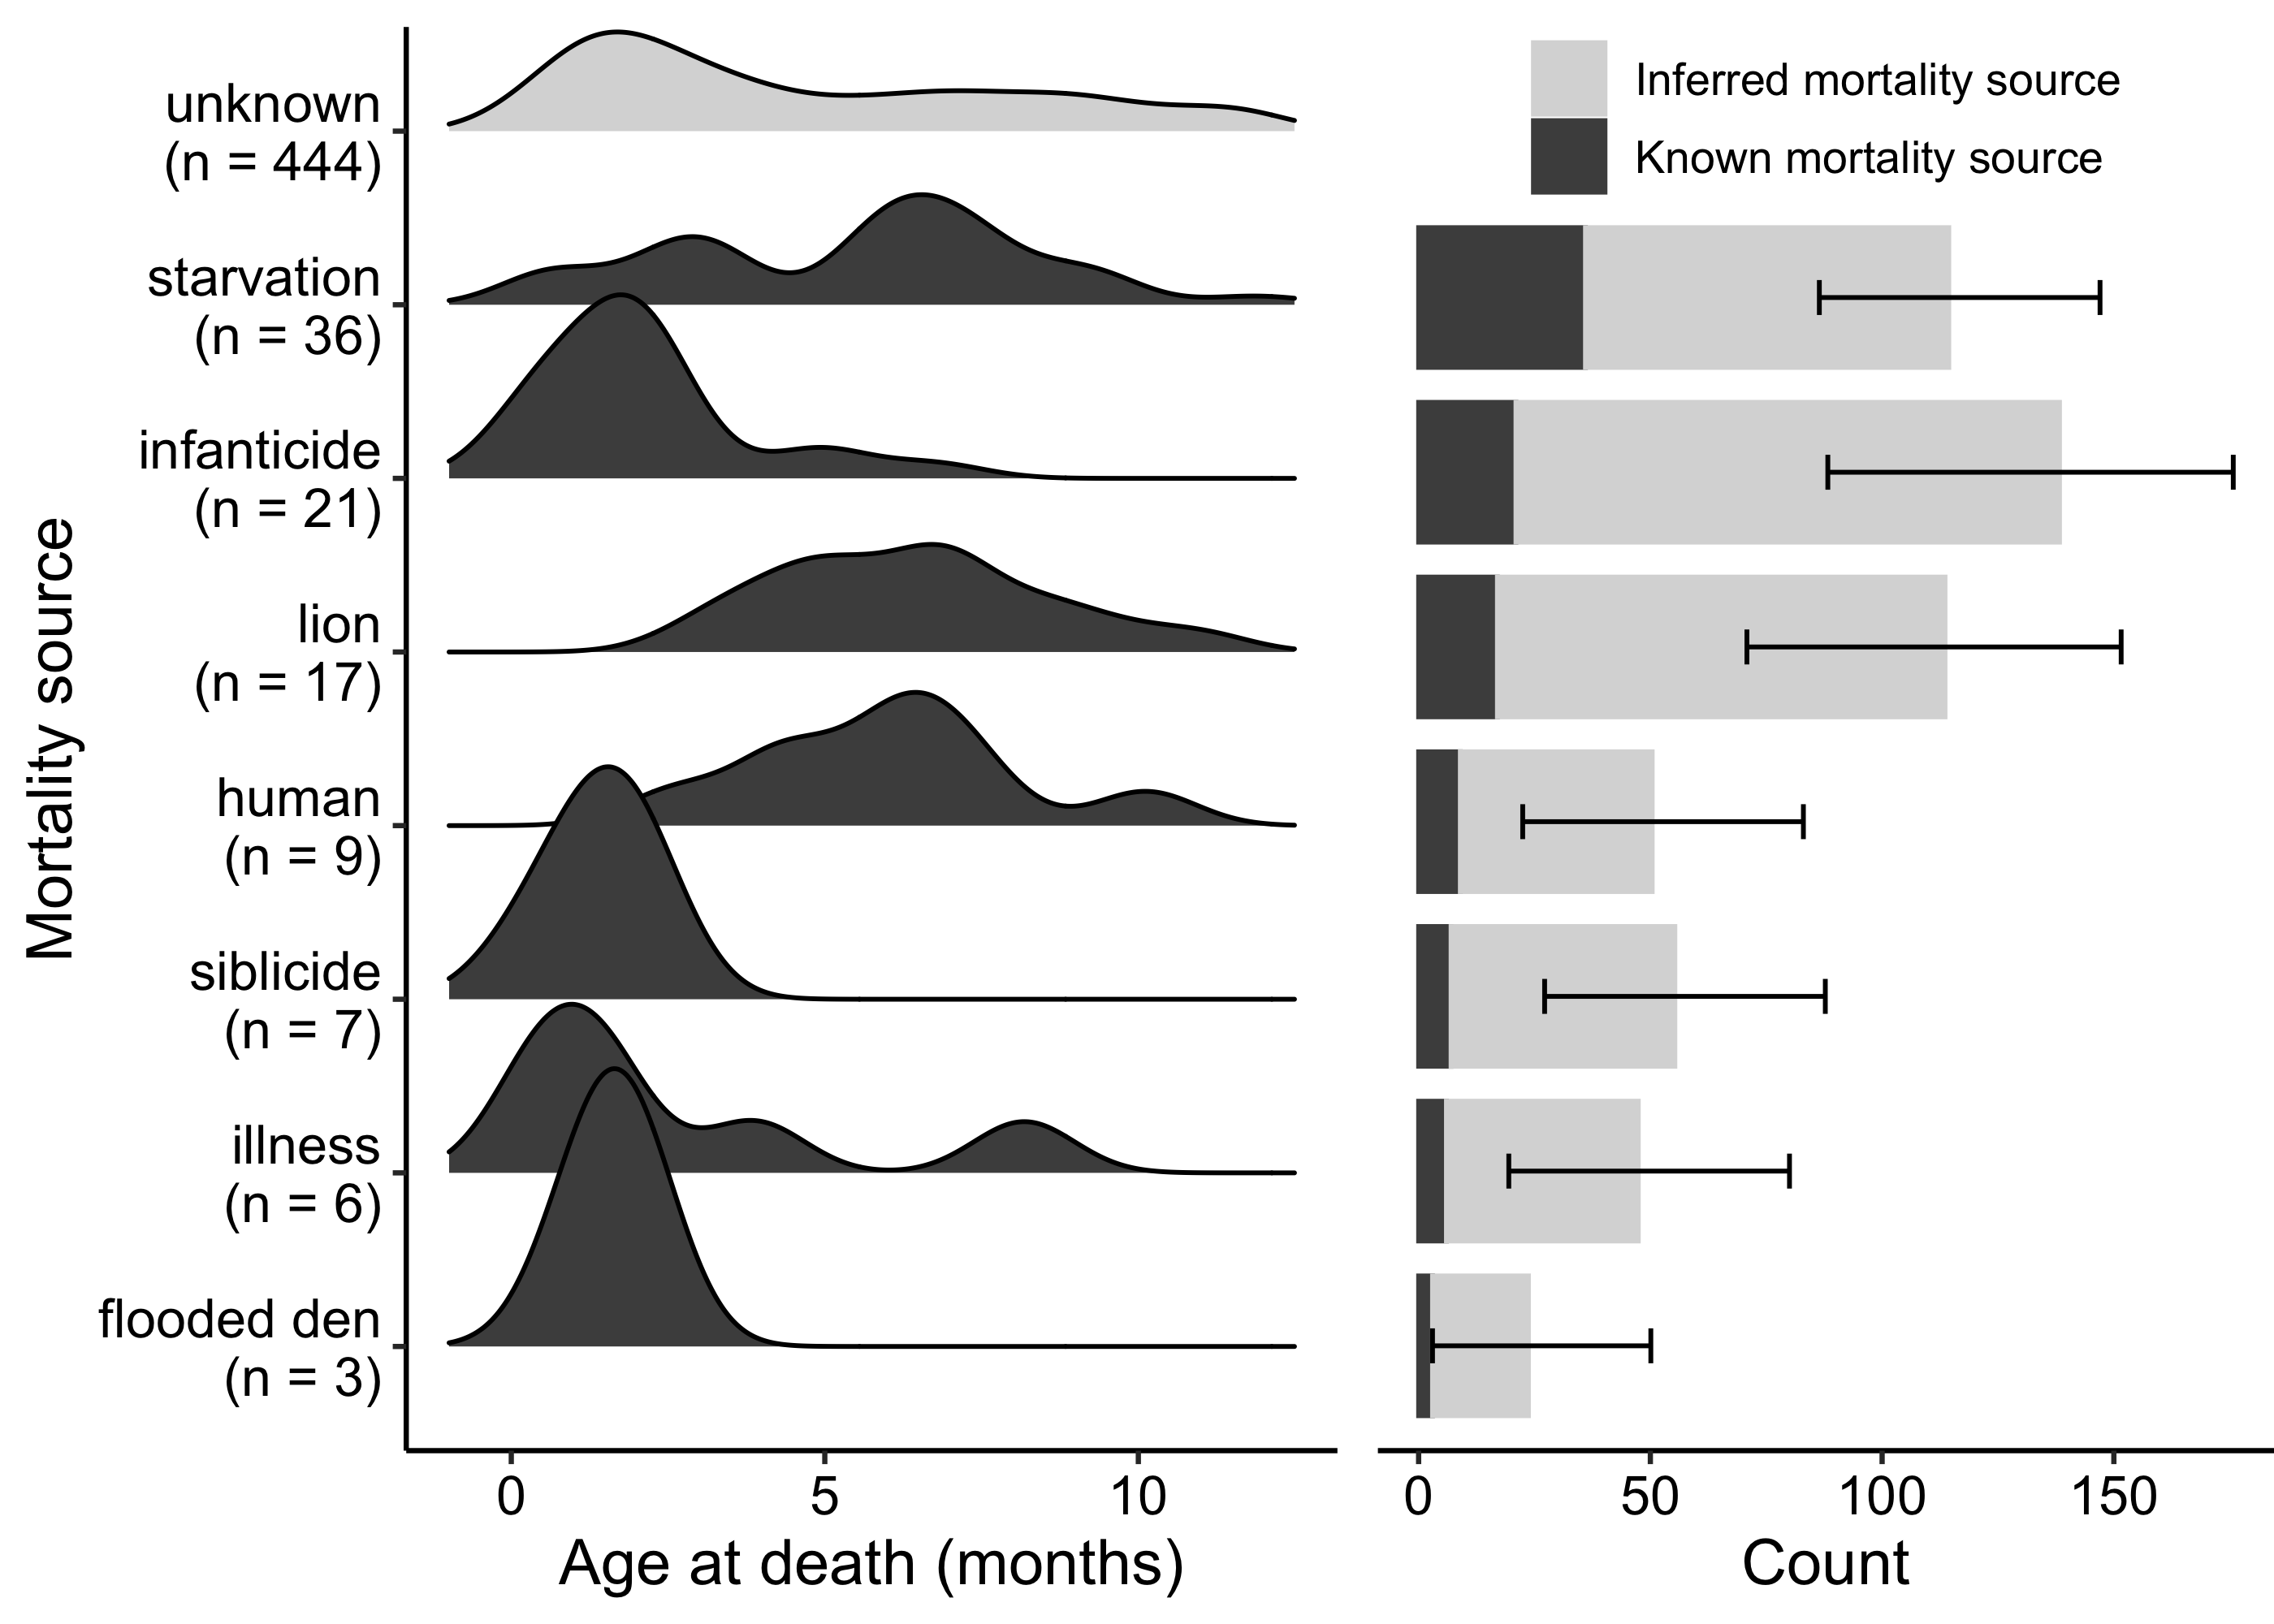 Mortality source
unknown
(n = 444)
starvation
(n = 36)
infanticide
(n = 21)
lion
(n = 17)
human
(n = 9)
siblicide
(n = 7)
illness
(n = 6)
flooded den
(n = 3)
0 5 10
Age at death (months)
Inferred mortality source
Known mortality source
0 50 100 150
Count